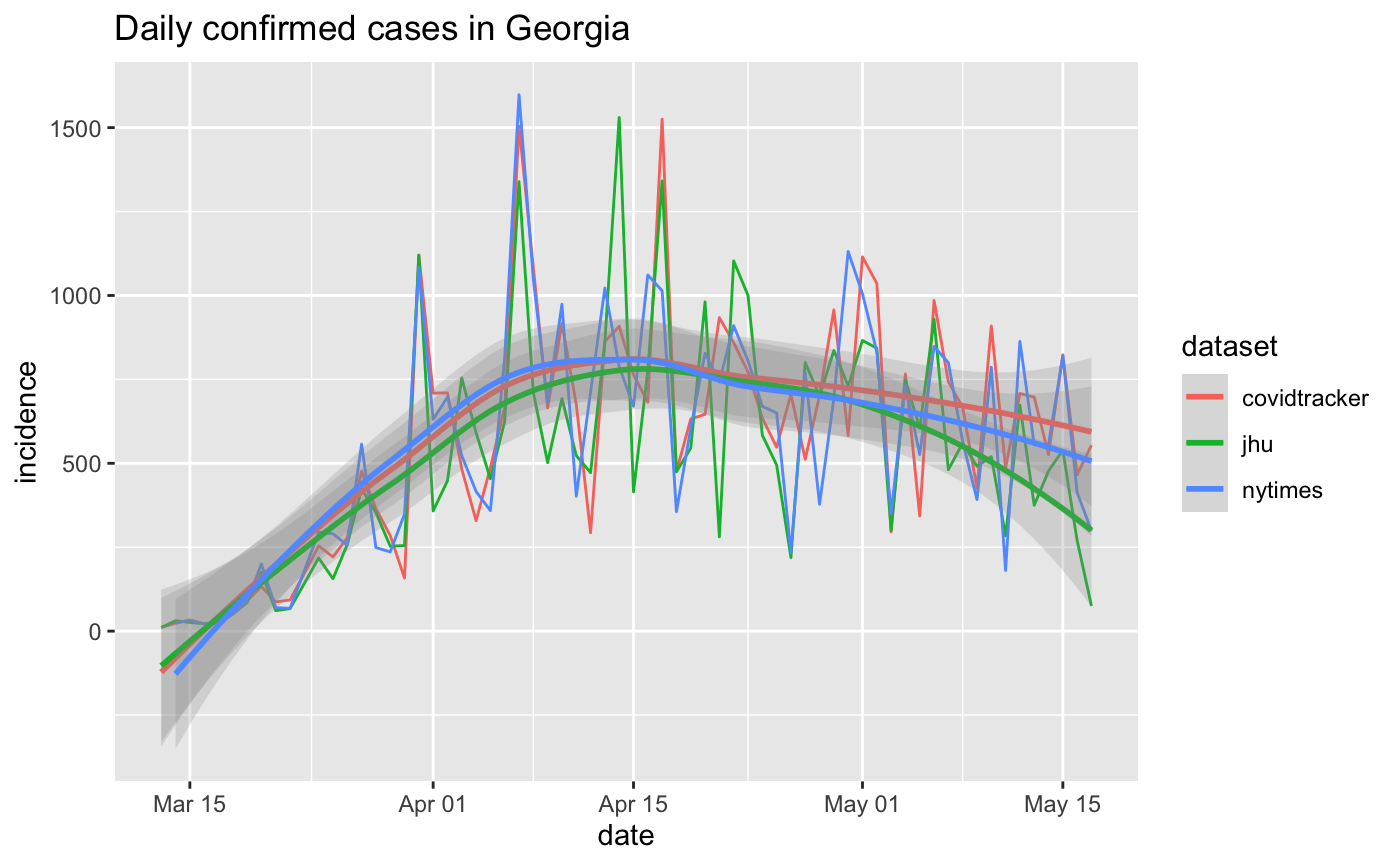 Daily confirmed cases in Georgia
1500
1000
500
0
incidence
Mar 15
Apr 01
Apr 15
May 01
May 15
date
dataset
covidtracker
jhu
nytimes